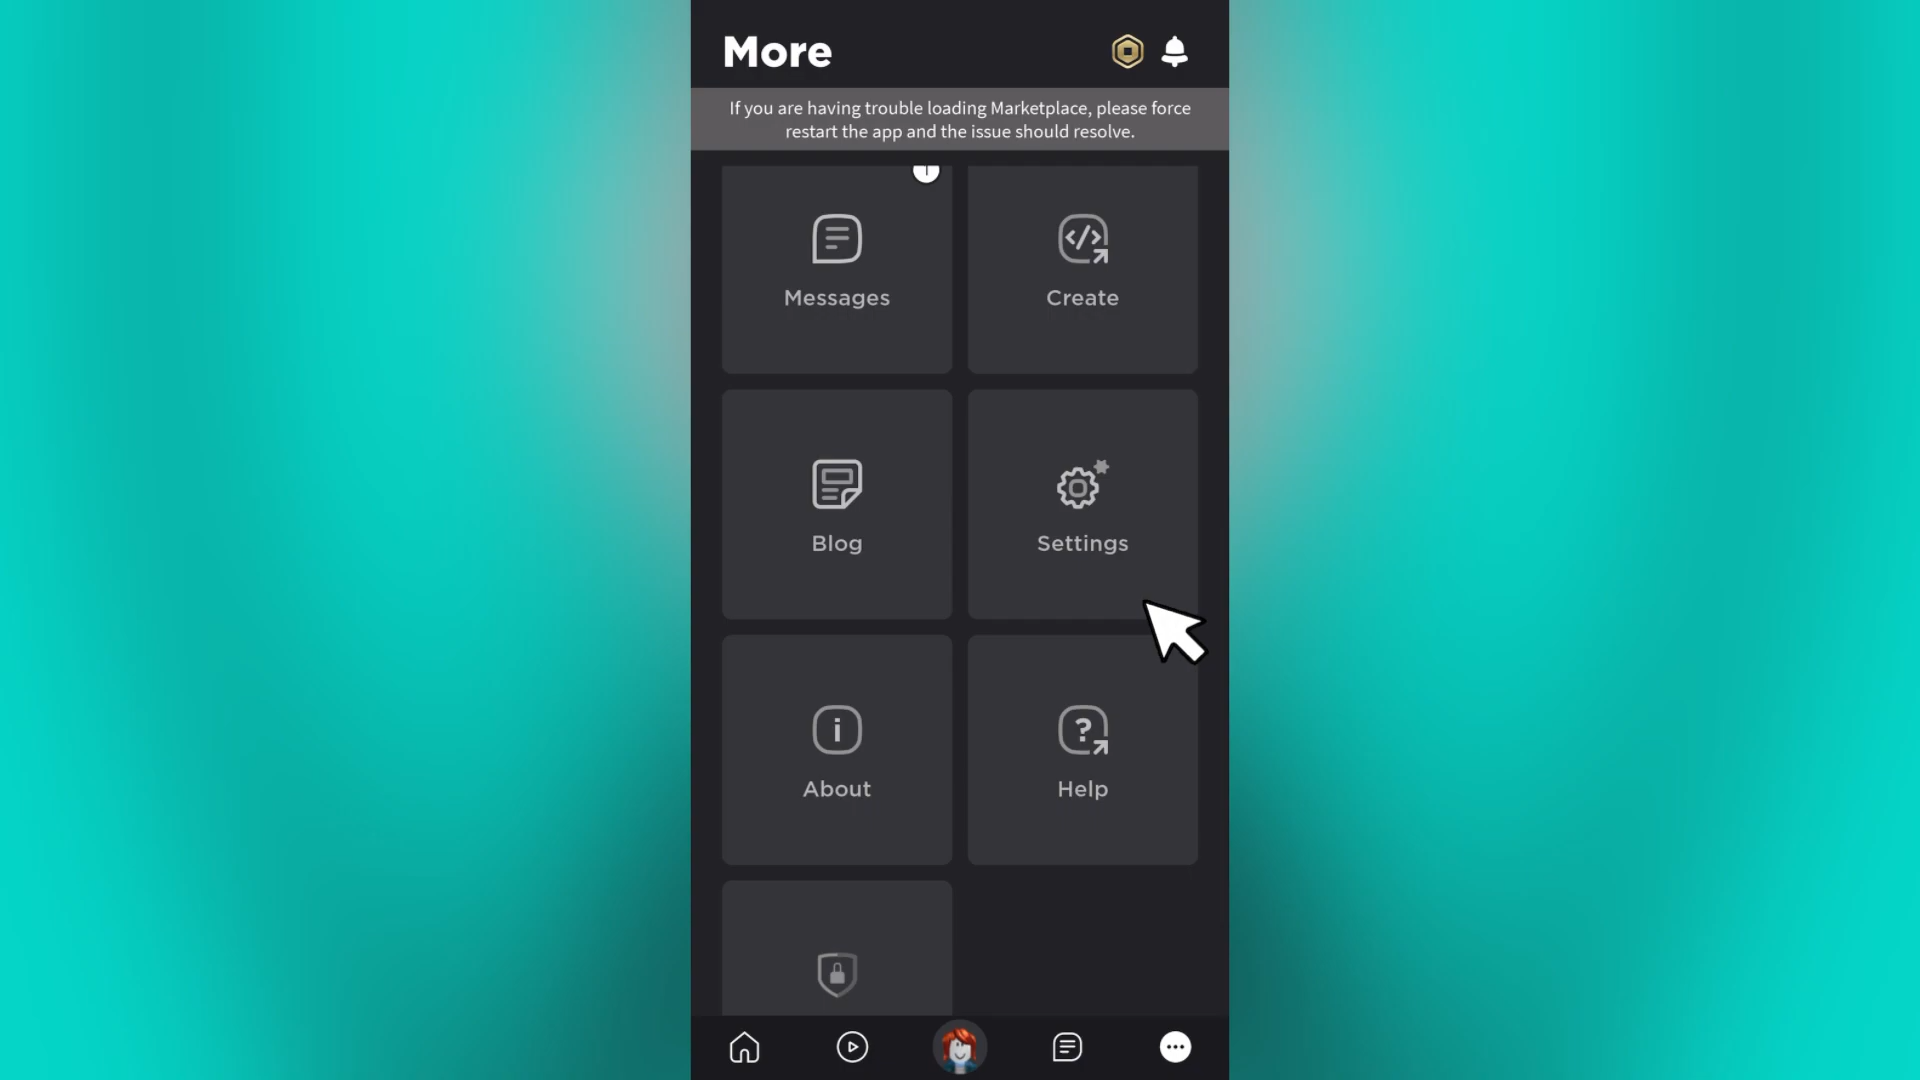 More
If you are having trouble loading Marketplace, please force
restart the app and the issue should resolve.
Messages
Create
Blog
Settings
About
Help